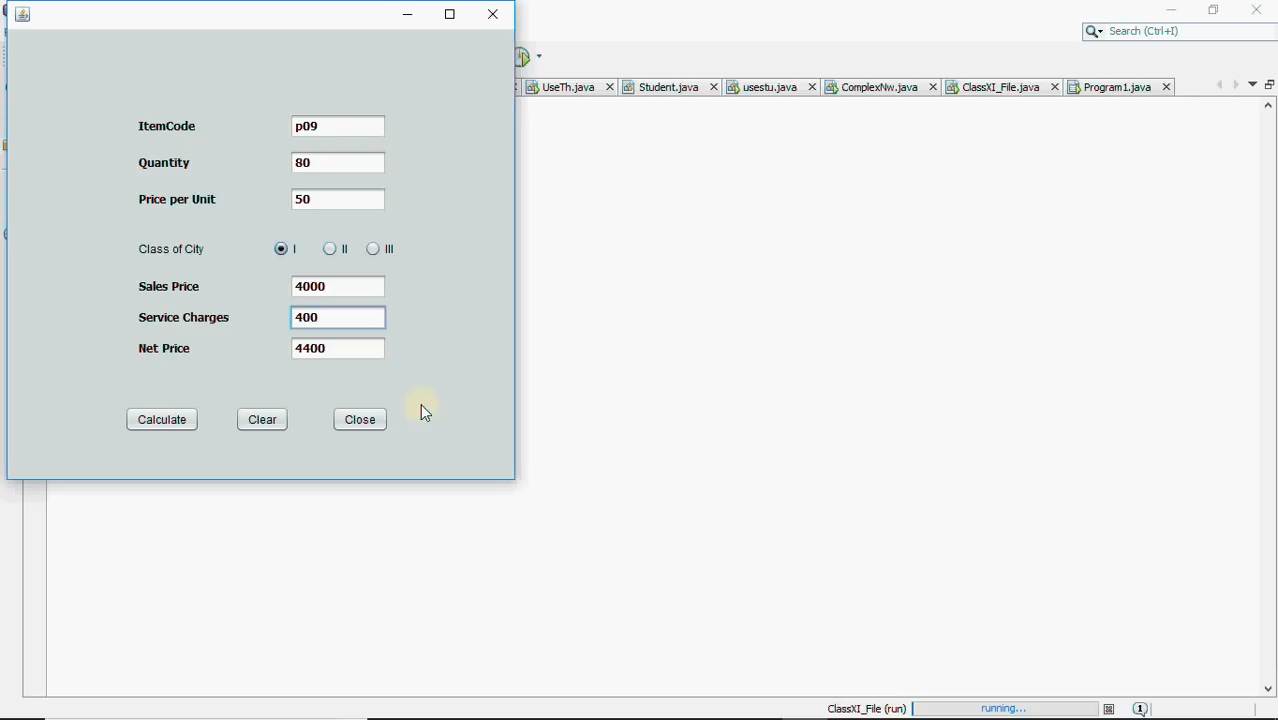 Search (Ctrl+I)
UseTh.java
Student.java
usestu.java
ComplexNw.java
ClassXI_File.java
Program1.java
ItemCode p09
Quantity 80
Price per Unit 50
Class of City I II III
Sales Price 4000
Service Charges 400
Net Price 4400
Calculate Clear Close
ClassXI_File (run) running... 1